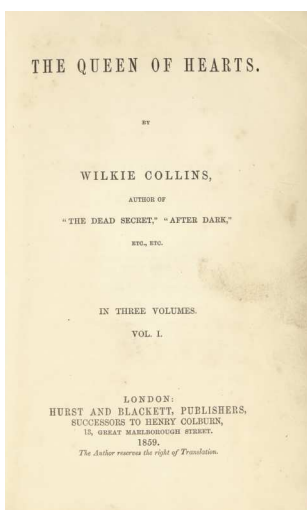 THE QUEEN OF HEARTS.
BY
WILKIE COLLINS,
AUTHOR OF
"THE DEAD SECRET," "AFTER DARK,"
ETC., ETC.
IN THREE VOLUMES.
VOL. I.
LONDON:
HURST AND BLACKETT, PUBLISHERS,
SUCCESSORS TO HENRY COLBURN,
13, GREAT MARLBOROUGH STREET.
1859.
The Author reserves the right of Translation.